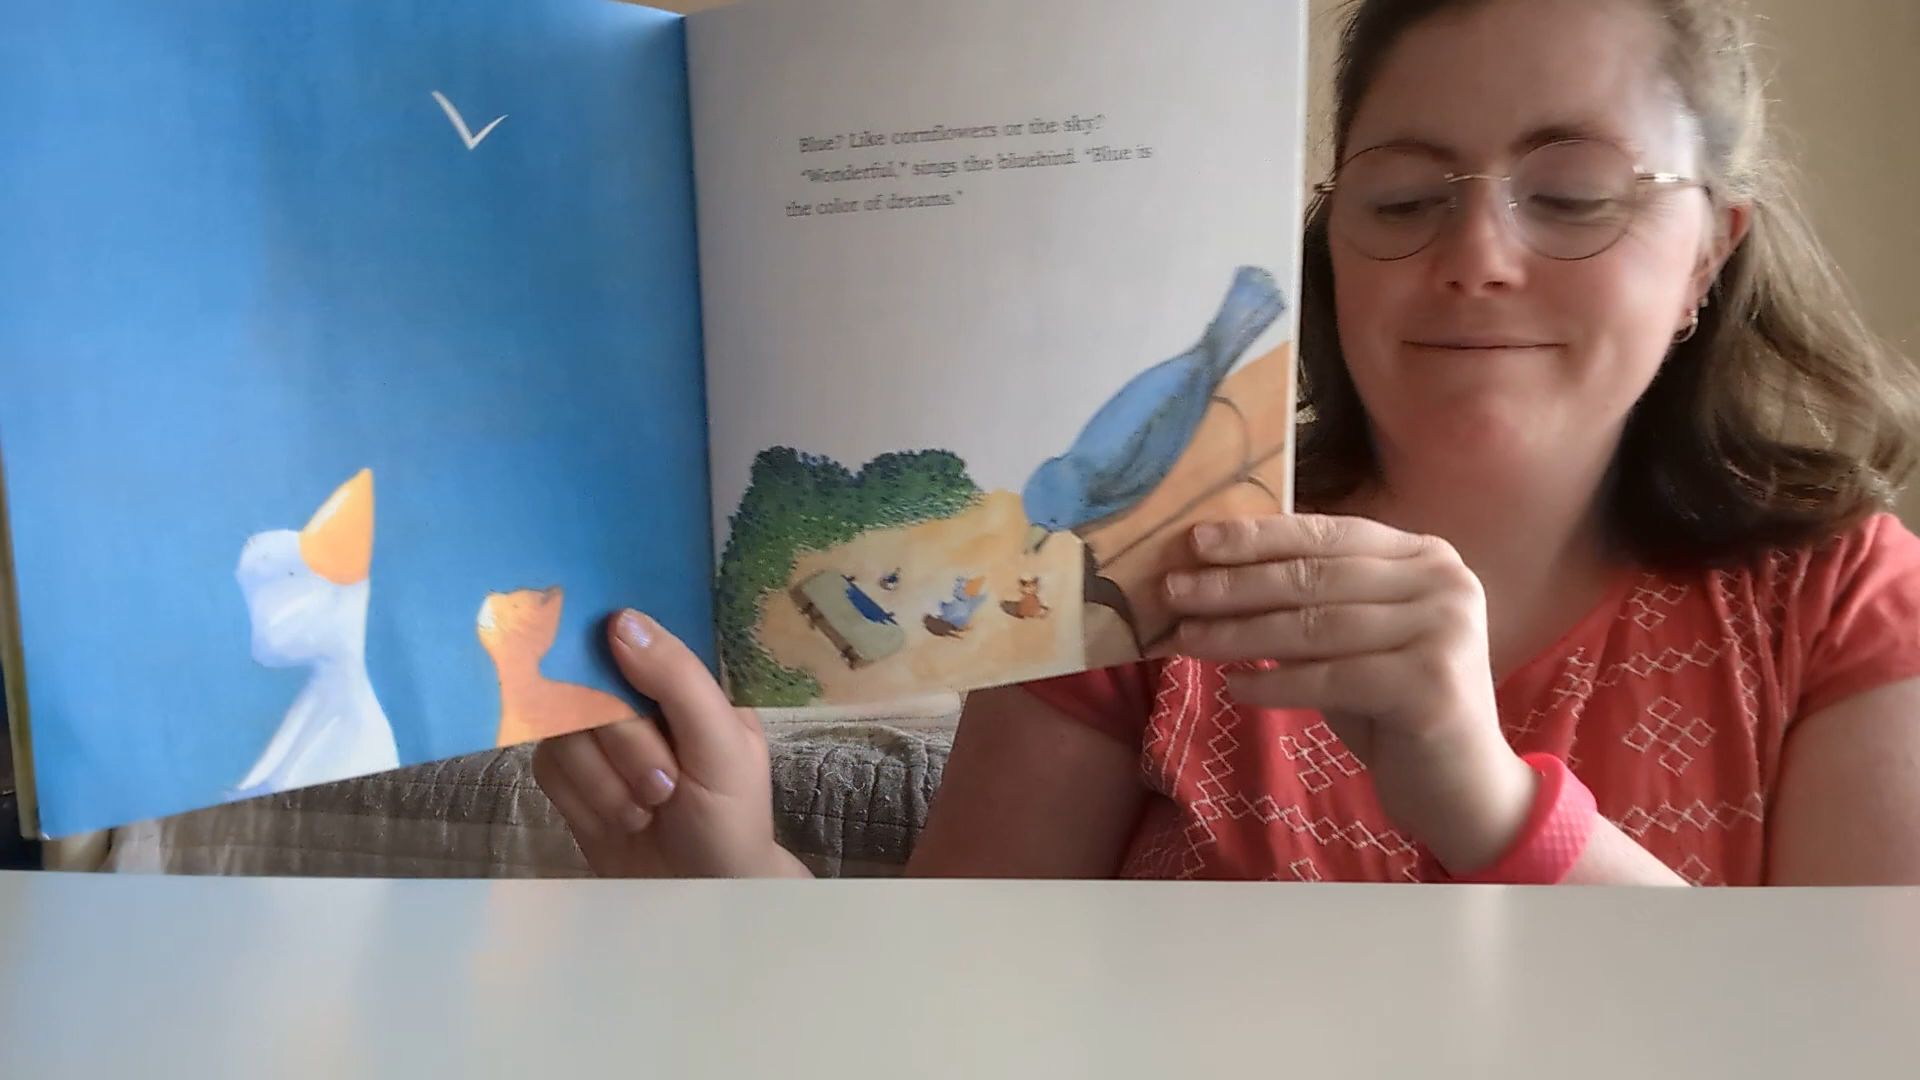 Blue? Like cornflowers or the sky?
"Wonderful," sings the bluebird. "Blue is
the color of dreams."